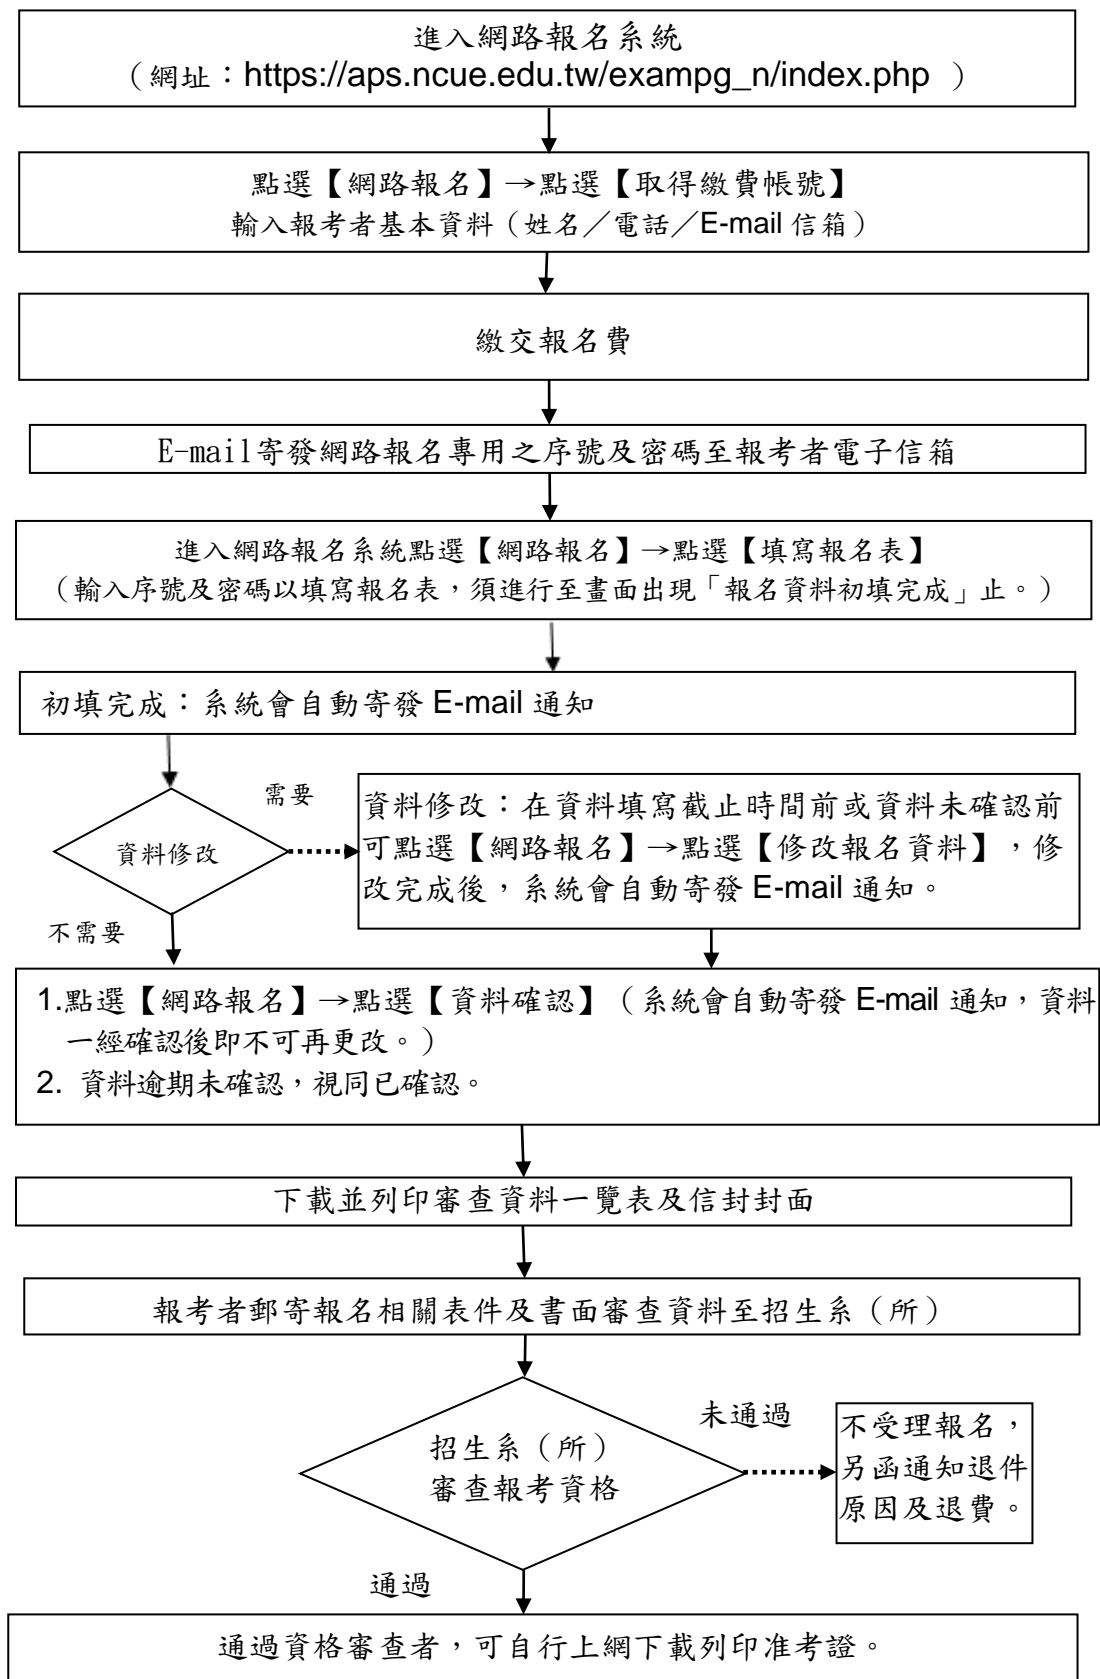 進入網路報名系統
（網址：https://aps.ncue.edu.tw/exampg_n/index.php ）
點選【網路報名】→點選【取得繳費帳號】
輸入報考者基本資料（姓名／電話／E-mail 信箱）
繳交報名費
E-mail寄發網路報名專用之序號及密碼至報考者電子信箱
進入網路報名系統點選【網路報名】→點選【填寫報名表】
（輸入序號及密碼以填寫報名表，須進行至畫面出現「報名資料初填完成」止。）
初填完成：系統會自動寄發 E-mail 通知
需要
資料修改
資料修改：在資料填寫截止時間前或資料未確認前
可點選【網路報名】→點選【修改報名資料】，修
改完成後，系統會自動寄發 E-mail 通知。
不需要
1.點選【網路報名】→點選【資料確認】（系統會自動寄發 E-mail 通知，資料
一經確認後即不可再更改。）
2. 資料逾期未確認，視同已確認。
下載並列印審查資料一覽表及信封封面
報考者郵寄報名相關表件及書面審查資料至招生系（所）
招生系（所）
審查報考資格
未通過
不受理報名，
另函通知退件
原因及退費。
通過
通過資格審查者，可自行上網下載列印准考證。